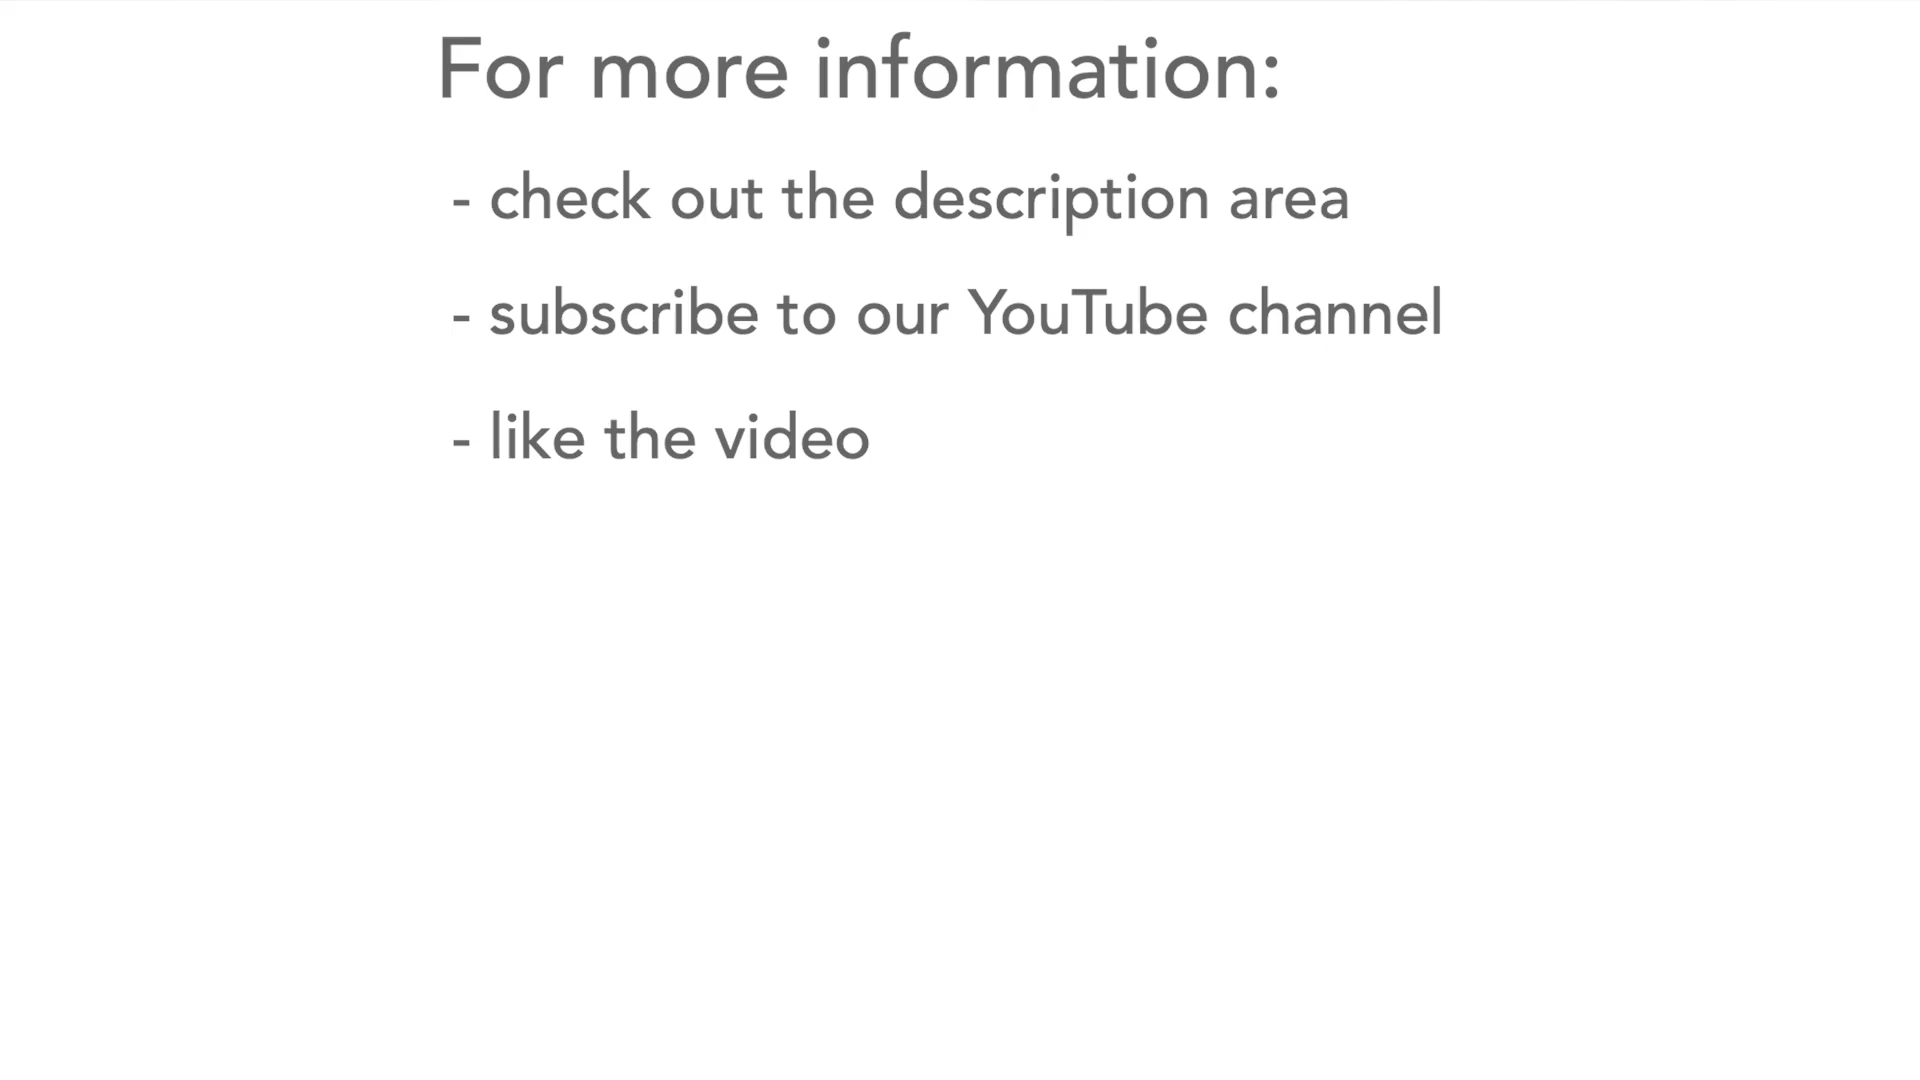 For more information:
- check out the description area
- subscribe to our YouTube channel
- like the video